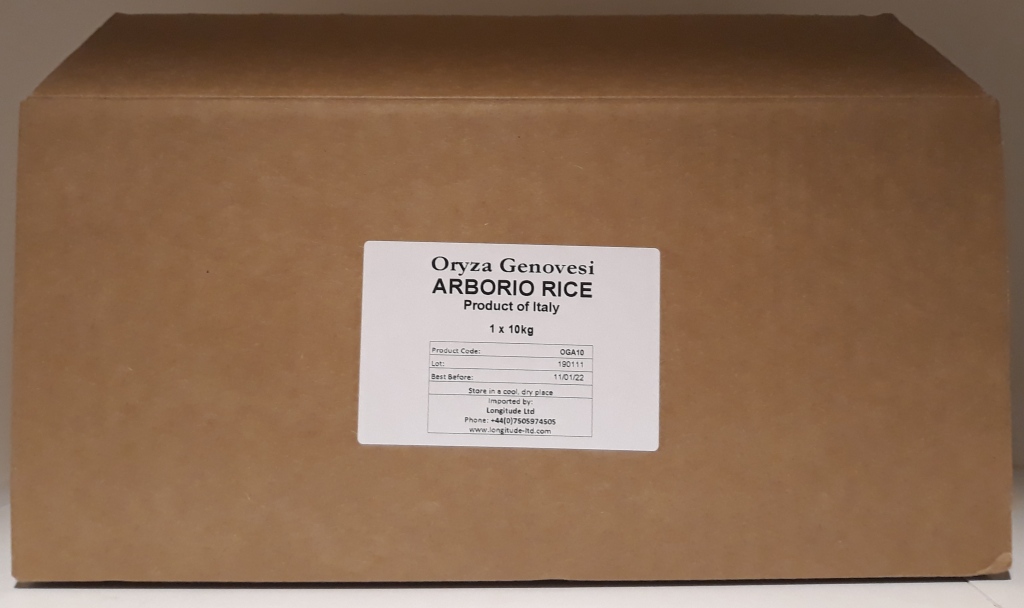 Oryza Genovesi
ARBORIO RICE
Product of Italy
1 x 10kg
Product Code: OGA10
Lot: 190111
Best Before: 11/01/22
Store in a cool, dry place
Imported by:
Longitude Ltd
Phone: +44(0)7505974505
www.longitude-ltd.com